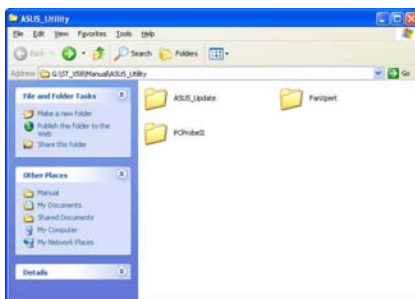 ASUS_Utility
File Edit View Favorites Tools Help
Back Search Folders
Address G:\ST_X58\Manual\ASUS_Utility Go
File and Folder Tasks
Make a new folder
Publish this folder to the Web
Share this folder
Other Places
Manual
My Documents
Shared Documents
My Computer
My Network Places
Details
ASUS_Update
FanXpert
PCProbeII